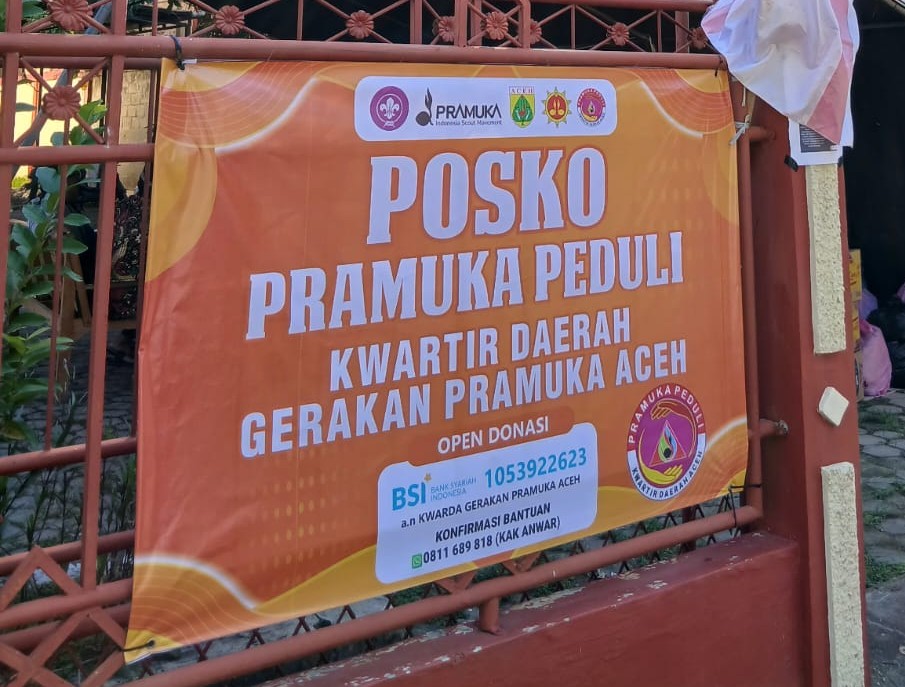 PRAMUKA
Indonesia Scout Movement
ACEH
POSKO
PRAMUKA PEDULI
KWARTIR DAERAH
GERAKAN PRAMUKA ACEH
OPEN DONASI
BSI BANK SYARIAH INDONESIA 1053922623
a.n KWARDA GERAKAN PRAMUKA ACEH
KONFIRMASI BANTUAN
0811 689 818 (KAK ANWAR)
PRAMUKA PEDULI
KWARTIR DAERAH ACEH